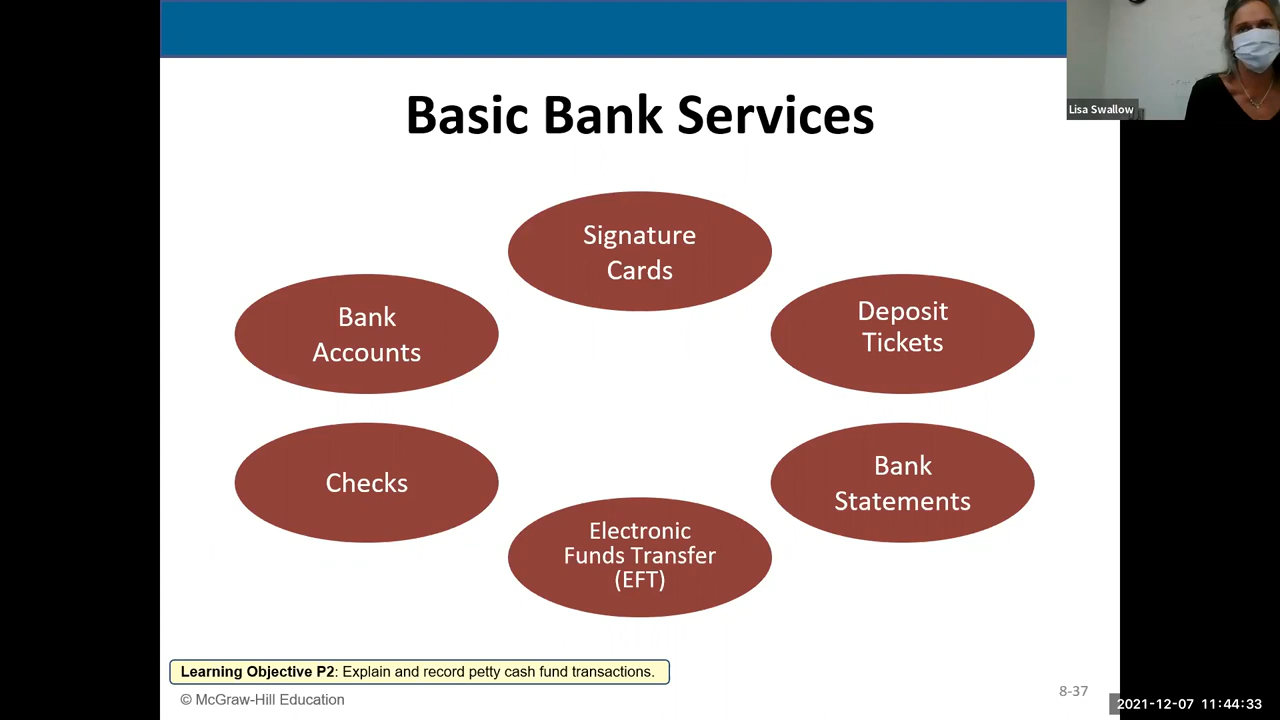 Basic Bank Services
Lisa Swallow
Signature
Cards
Bank
Accounts
Deposit
Tickets
Checks
Bank
Statements
Electronic
Funds Transfer
(EFT)
Learning Objective P2: Explain and record petty cash fund transactions.
© McGraw-Hill Education
8-37
2021-12-07 11:44:33